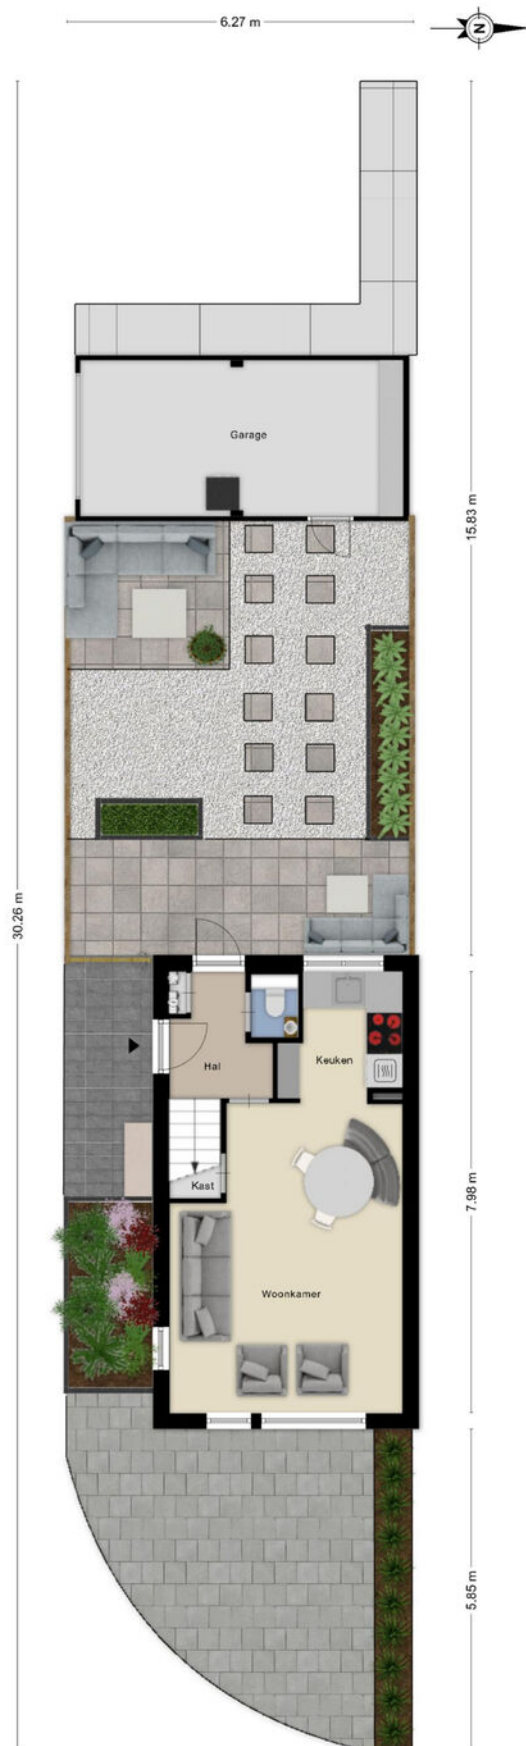 6.27 m
N
Garage
15.83 m
30.26 m
Hal
Keuken
Kast
7.98 m
Woonkamer
5.85 m